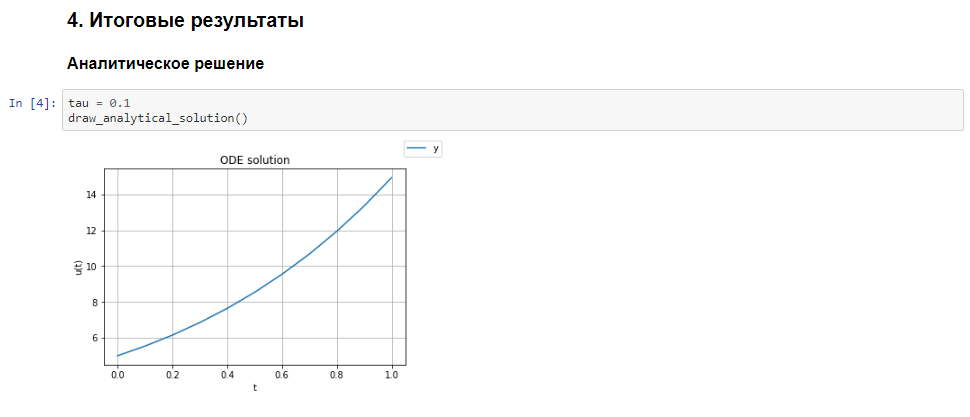 4. Итоговые результаты
Аналитическое решение
In [4]:
tau = 0.1
draw_analytical_solution()
y
ODE solution
14
12
10
8
6
u(t)
0.0 0.2 0.4 0.6 0.8 1.0
t